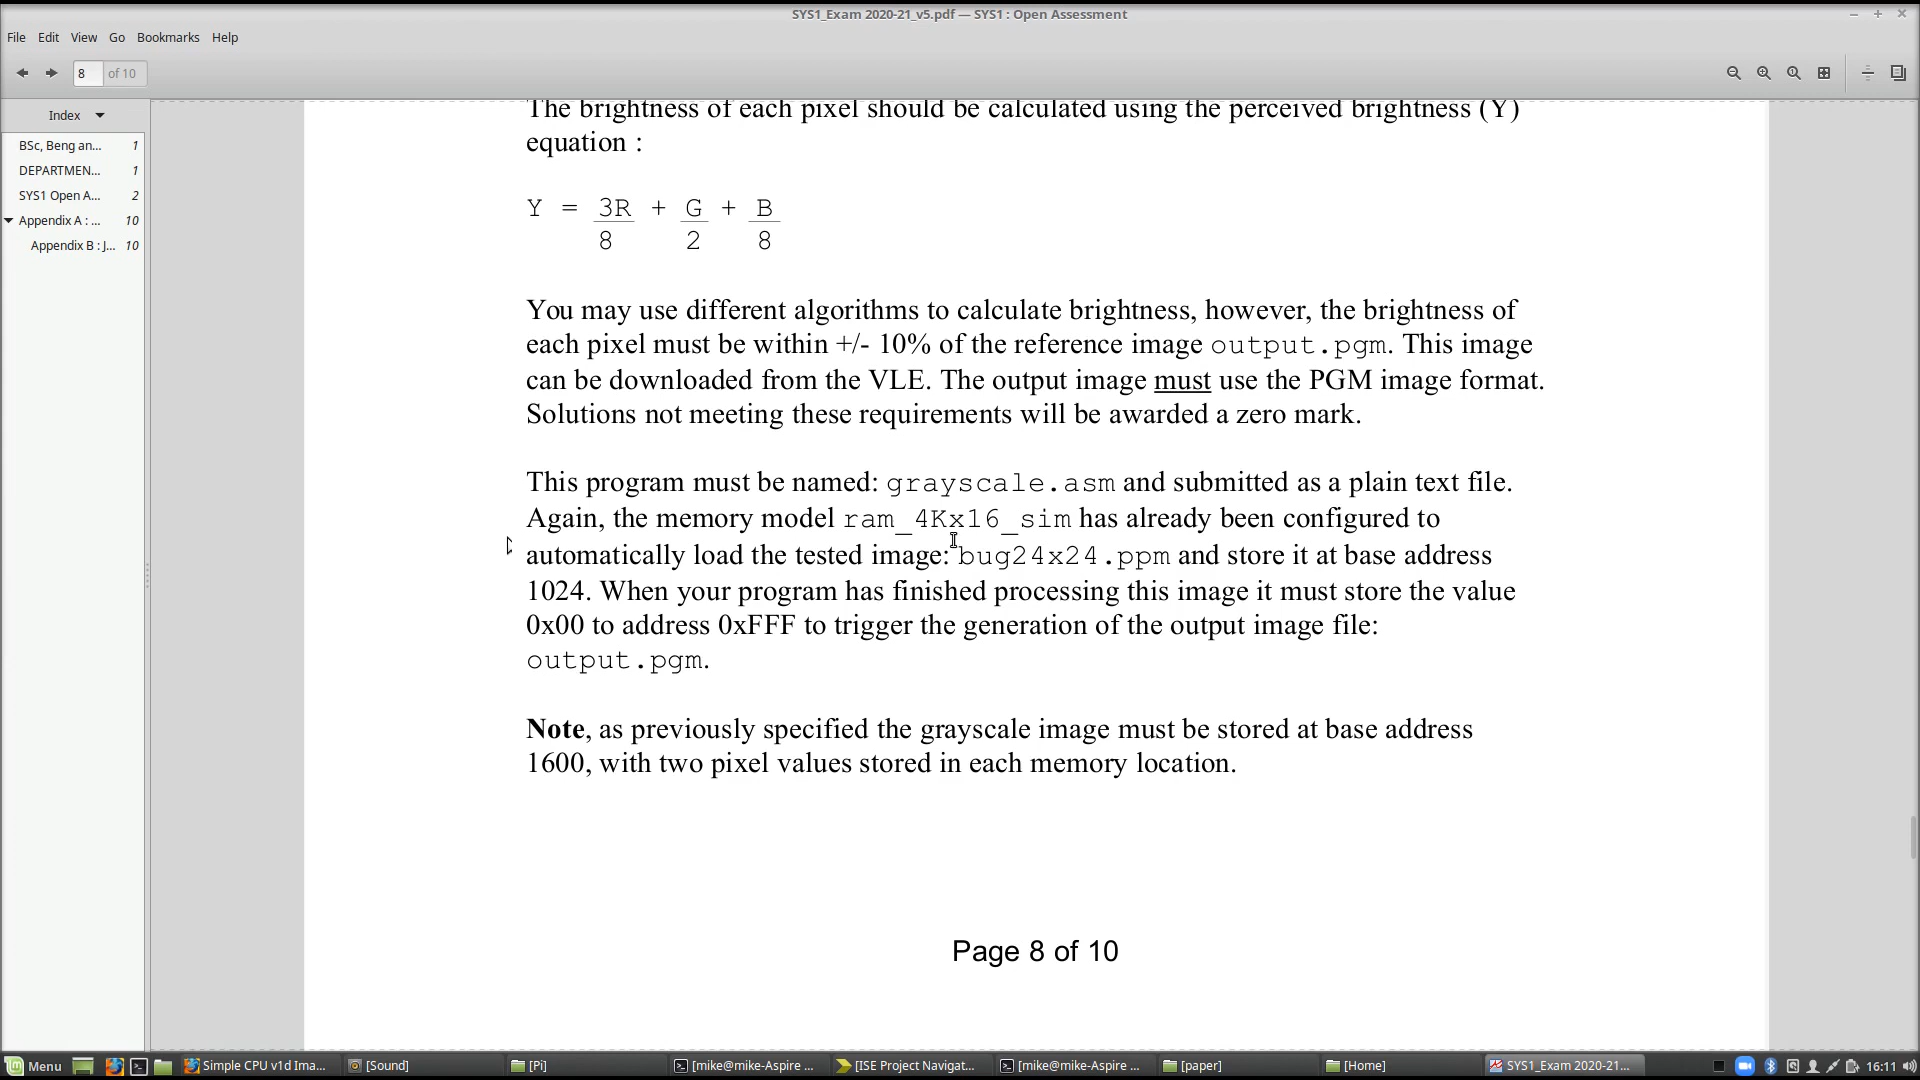 SYS1_Exam 2020-21_v5.pdf — SYS1 : Open Assessment
File Edit View Go Bookmarks Help
8 of 10
Index
BSc, Beng an... 1
DEPARTMEN... 1
SYS1 Open A... 2
Appendix A : ... 10
Appendix B : J... 10
The brightness of each pixel should be calculated using the perceived brightness (Y)
equation :
Y = 3R + G + B
8 2 8
You may use different algorithms to calculate brightness, however, the brightness of
each pixel must be within +/- 10% of the reference image output.pgm. This image
can be downloaded from the VLE. The output image must use the PGM image format.
Solutions not meeting these requirements will be awarded a zero mark.
This program must be named: grayscale.asm and submitted as a plain text file.
Again, the memory model ram_4Kx16_sim has already been configured to
automatically load the tested image: bug24x24.ppm and store it at base address
1024. When your program has finished processing this image it must store the value
0x00 to address 0xFFF to trigger the generation of the output image file:
output.pgm.
Note, as previously specified the grayscale image must be stored at base address
1600, with two pixel values stored in each memory location.
Page 8 of 10
Menu Simple CPU v1d Ima... [Sound] [Pi] [mike@mike-Aspire ... [ISE Project Navigat... [mike@mike-Aspire ... [paper] [Home] SYS1_Exam 2020-21... 16:11